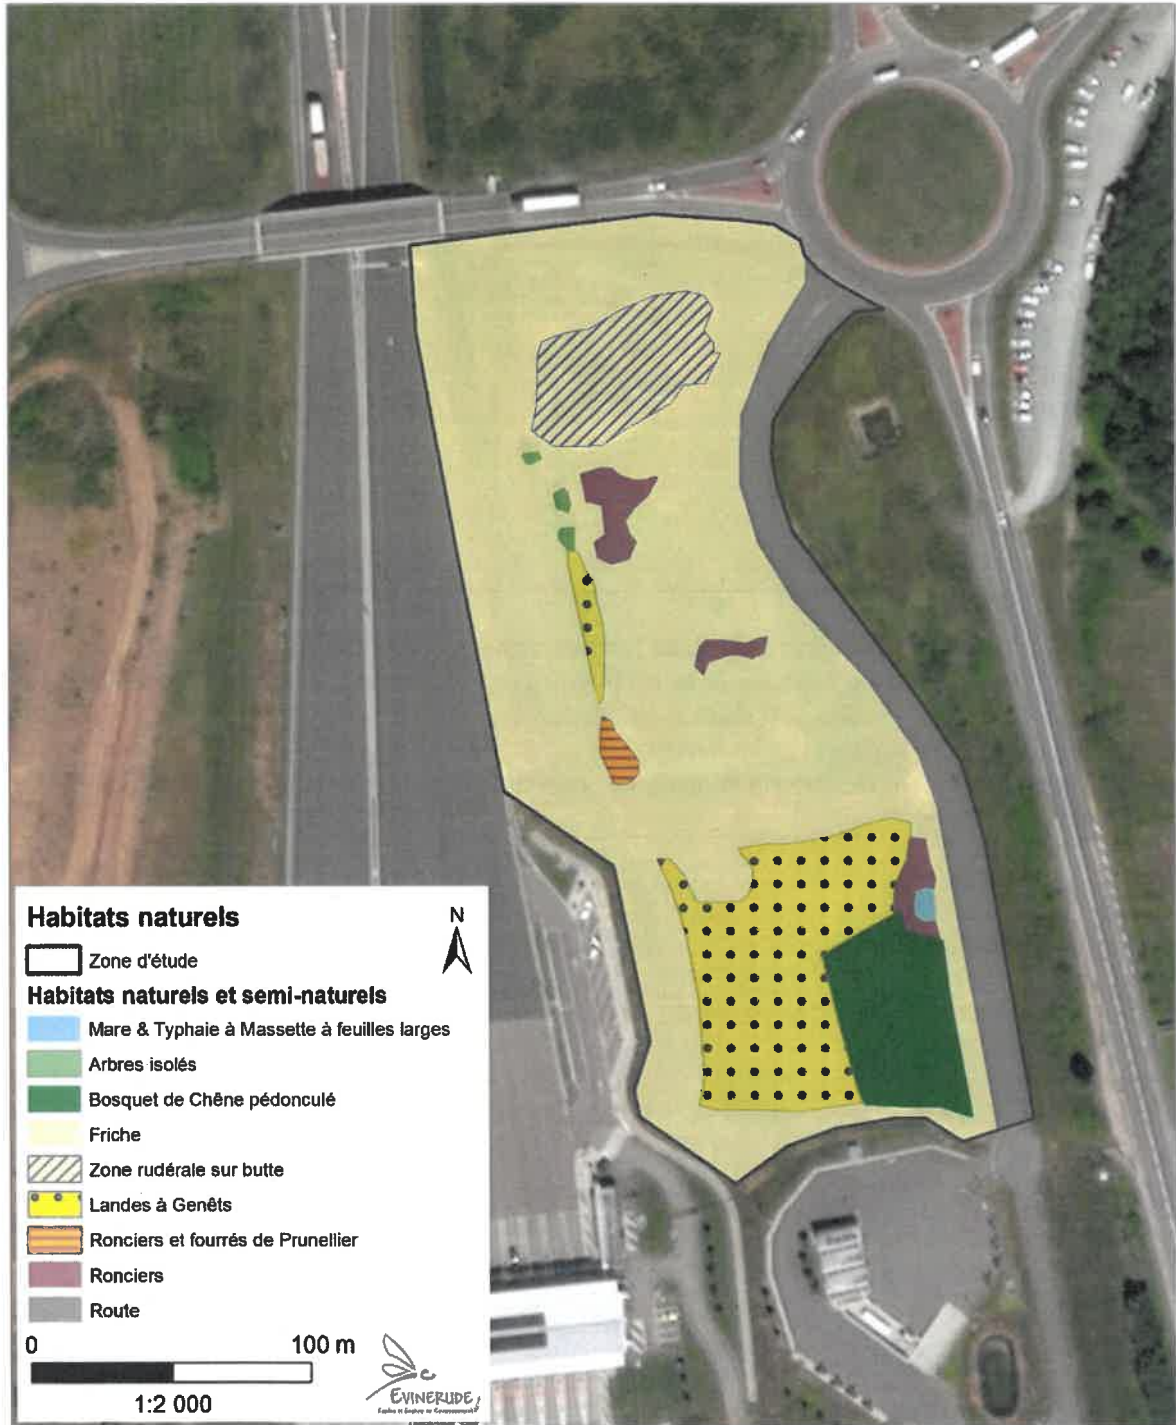 Habitats naturels
N
Zone d'étude
Habitats naturels et semi-naturels
Mare & Typhaie à Massette à feuilles larges
Arbres isolés
Bosquet de Chêne pédonculé
Friche
Zone rudérale sur butte
Landes à Genêts
Ronciers et fourrés de Prunellier
Ronciers
Route
0 100 m
1:2 000
EVINERUDE